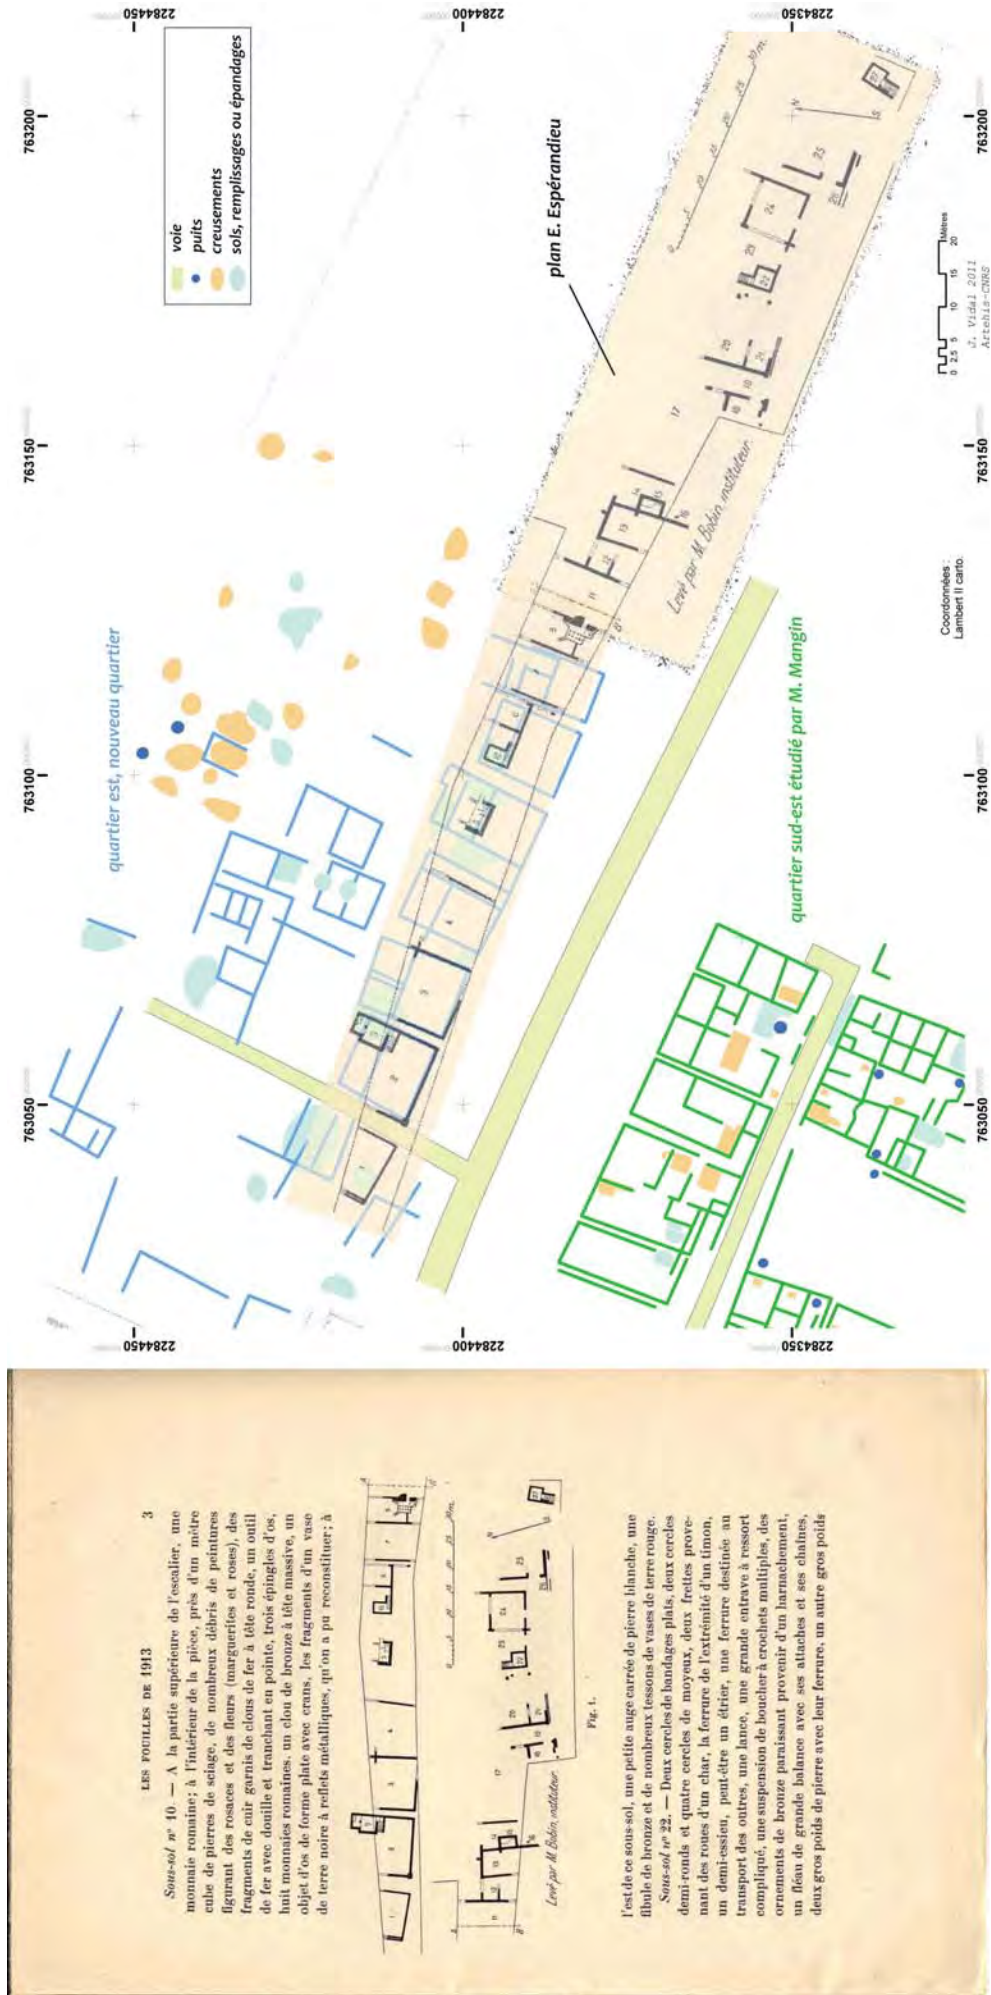 LES FOUILLES DE 1913 3
Sous-sol n° 10. — A la partie supérieure de l'escalier, une
monnaie romaine; à l'intérieur de la pièce, près d'un mètre
cube de pierres de sciage, de nombreux débris de peintures
figurant des rosaces et des fleurs (marguerites et roses), des
fragments de cuir garnis de clous de fer à tête ronde, un outil
de fer avec douille et tranchant en pointe, trois épingles d'os,
huit monnaies romaines, un clou de bronze à tête massive, un
objet d'os de forme plate avec crans, les fragments d'un vase
de terre noire à reflets métalliques, qu'on a pu reconstituer; à
Levé par M. Bobin, instituteur.
Fig. 1.
l'est de ce sous-sol, une petite auge carrée de pierre blanche, une
fibule de bronze et de nombreux tessons de vases de terre rouge.
Sous-sol n° 22. — Deux cercles de bandages plats, deux cercles
demi-ronds et quatre cercles de moyeux, deux frettes prove-
nant des roues d'un char, la ferrure de l'extrémité d'un timon,
un demi-essieu, peut-être un étrier, une ferrure destinée au
transport des outres, une lance, une grande entrave à ressort
compliqué, une suspension de boucher à crochets multiples, des
ornements de bronze paraissant provenir d'un harnachement,
un fléau de grande balance avec ses attaches et ses chaînes,
deux gros poids de pierre avec leur ferrure, un autre gros poids
763050 763100 763150 763200
2284450
2284400
2284350
voie
puits
creusements
sols, remplissages ou épandages
quartier est, nouveau quartier
plan E. Espérandieu
Levé par M. Bobin, instituteur.
quartier sud-est étudié par M. Mangin
Coordonnées :
Lambert II carto.
0 2.5 5 10 15 20 Mètres
J. Vidal 2011
Artehis-CNRS
2284450
2284400
2284350
763050 763100 763150 763200